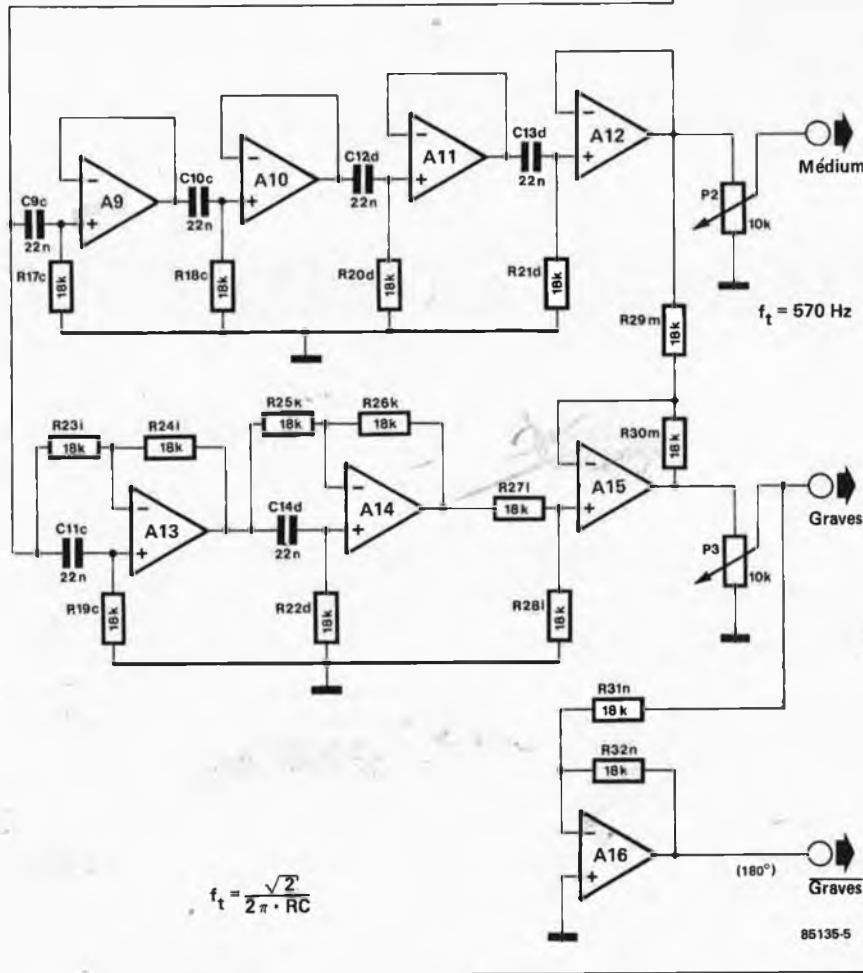 A12
C13d
22n
A11
C12d
22n
A10
C10c
22n
A9
C9c
22n
Médium
P2
10k
R17c
18k
R18c
18k
R20d
18k
R21d
18k
f_t = 570 Hz
R29m
18k
R23i
18k
R24i
18k
R25k
18k
R26k
18k
R30m
18k
A13
C11c
22n
A14
C14d
22n
R27l
18k
A15
Graves
P3
10k
R19c
18k
R22d
18k
R28l
18k
R31n
18k
R32n
18k
A16
(180°)
Graves
f_t = √2 / 2 π · RC
85135-5